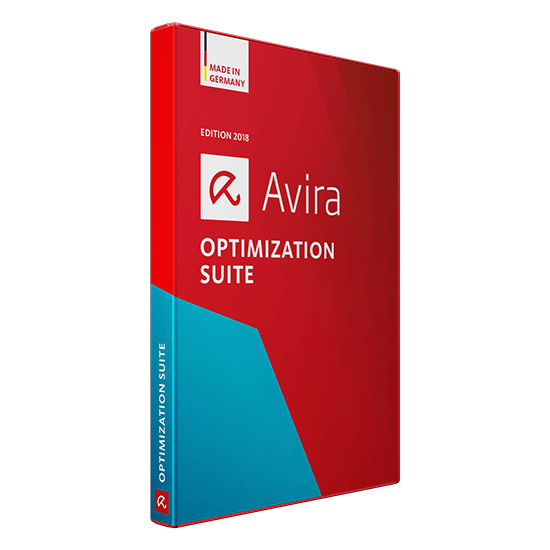 MADE IN
GERMANY
EDITION 2018
Avira
OPTIMIZATION
SUITE
OPTIMIZATION SUITE